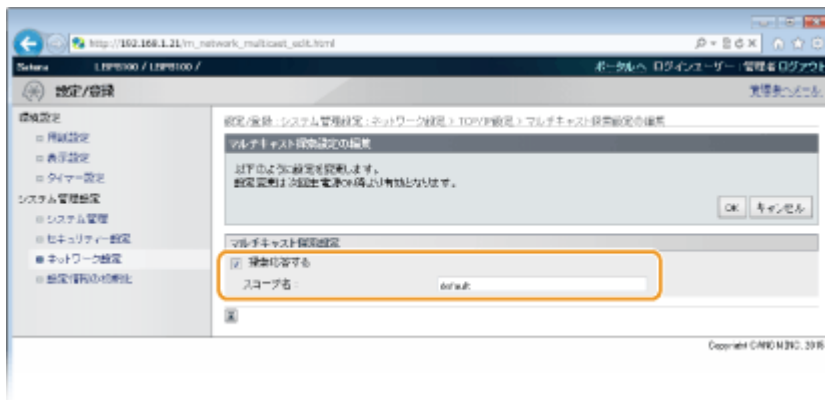 http://192.168.1.21/m_network_multicast_edit.html
Satera LBP8100 / LBP8100 /
ポータルへ ログインユーザー：管理者 ログアウト
設定/登録
管理者へメール
環境設定
用紙設定
表示設定
タイマー設定
システム管理設定
システム管理
セキュリティー設定
ネットワーク設定
設定情報の初期化
設定/登録：システム管理設定：ネットワーク設定 > TCP/IP設定 > マルチキャスト探索設定の編集
マルチキャスト探索設定の編集
以下のように設定を変更します。
設定変更は次回主電源ON時より有効となります。
OK キャンセル
マルチキャスト探索設定
探索応答する
スコープ名：
default
Copyright CANON INC. 2015